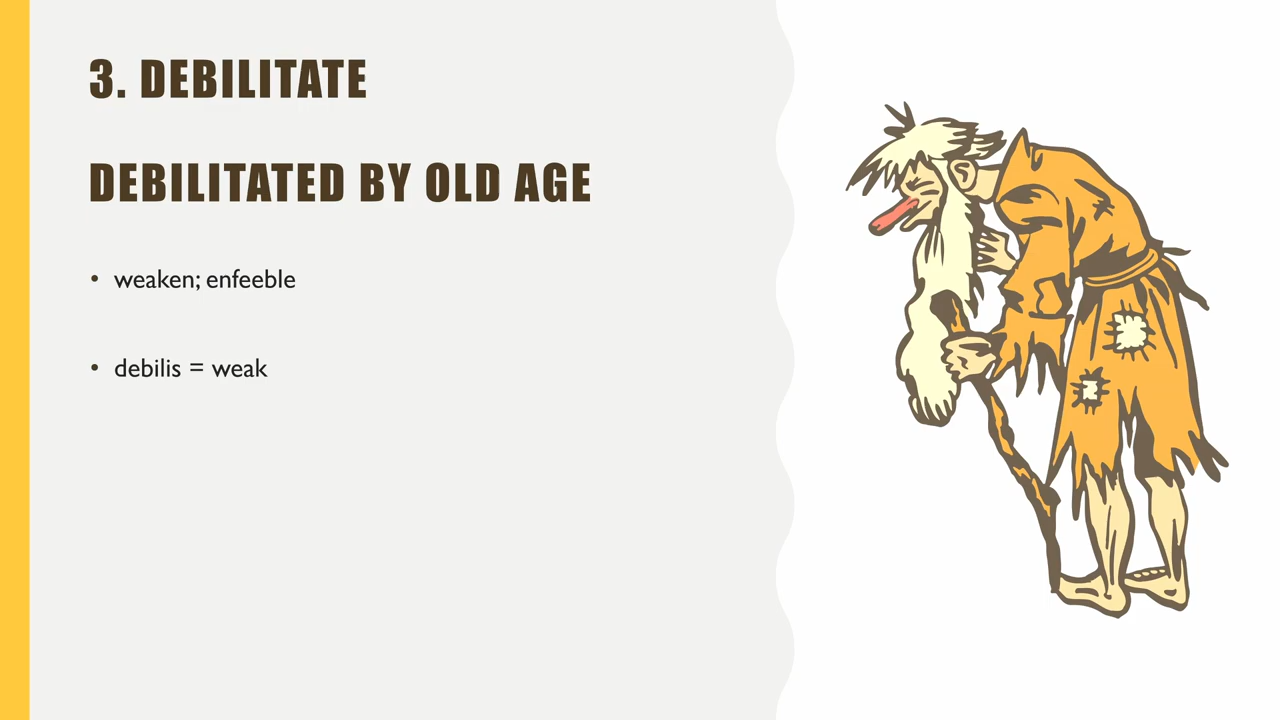 3. DEBILITATE
DEBILITATED BY OLD AGE
• weaken; enfeeble
• debilis = weak